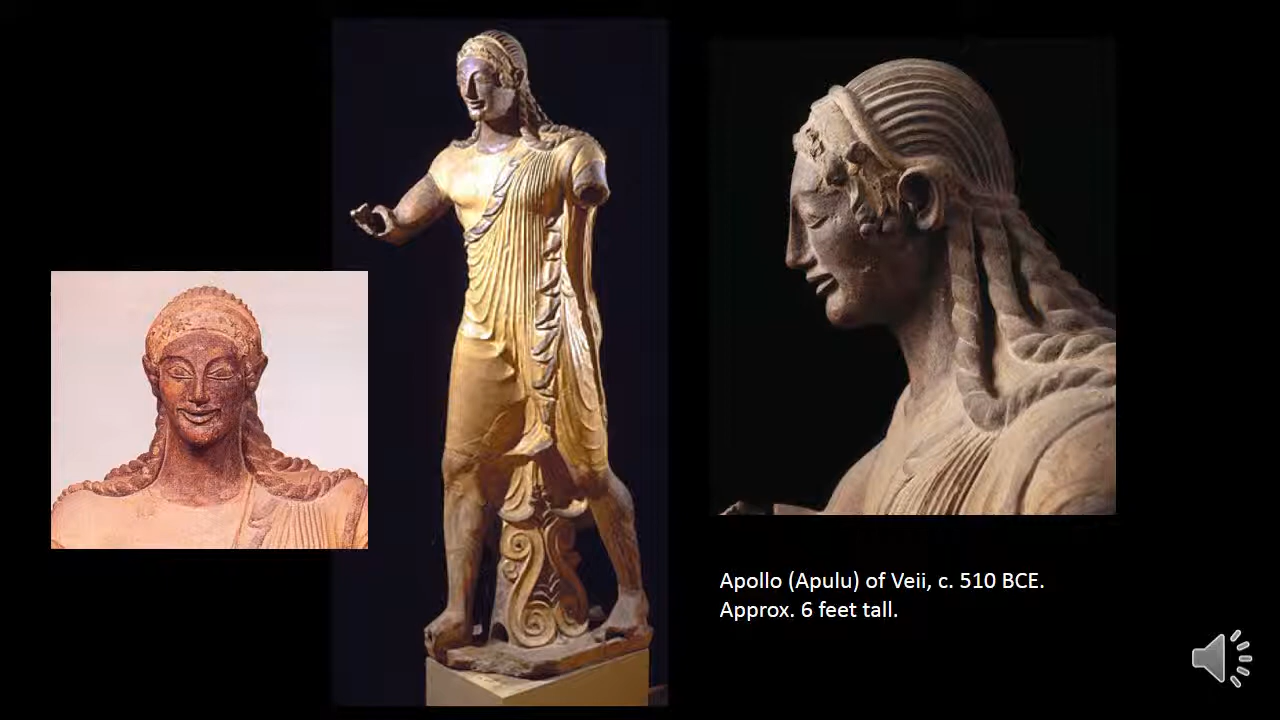 Apollo (Apulu) of Veii, c. 510 BCE.
Approx. 6 feet tall.